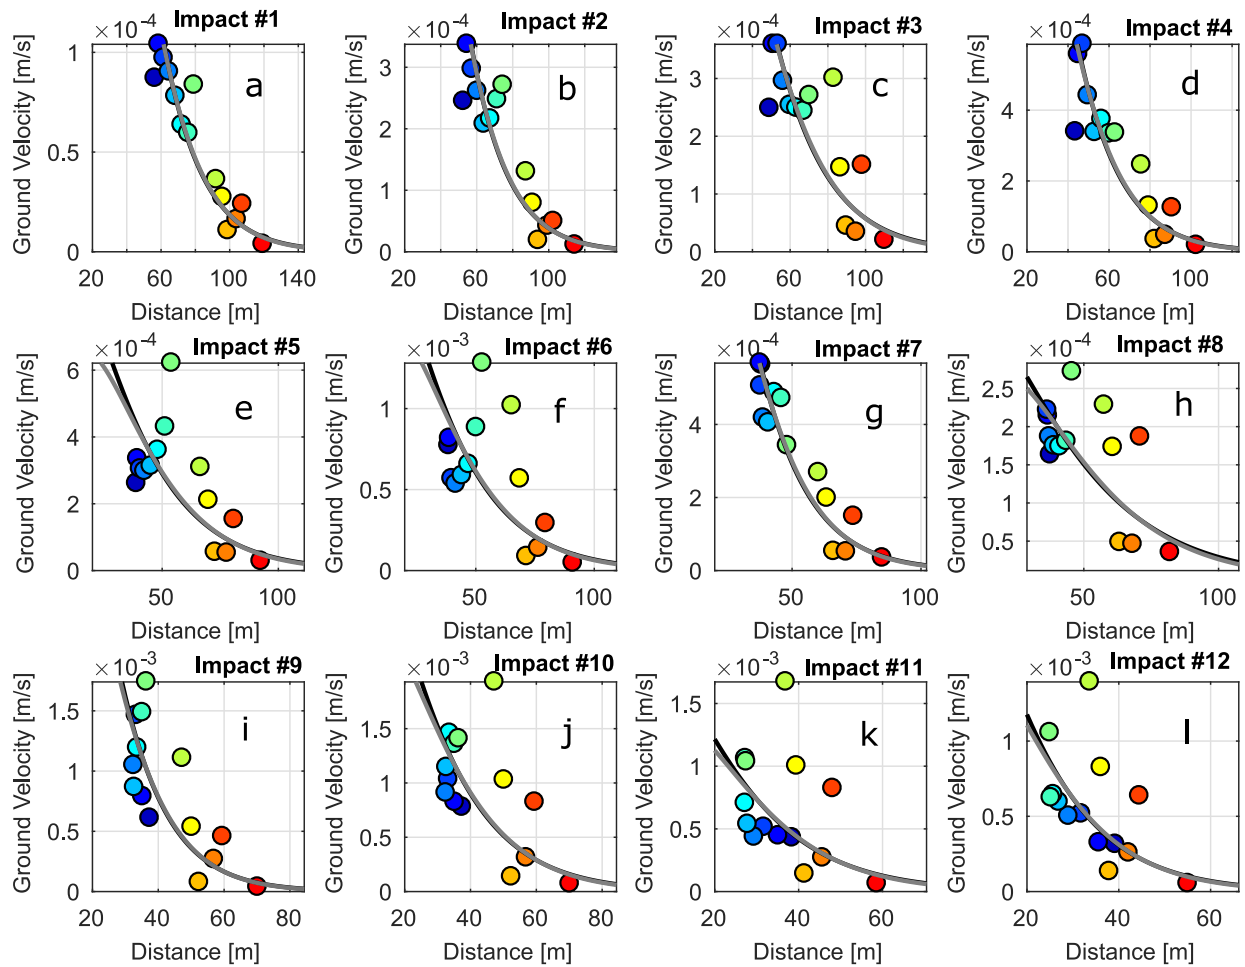 Impact #1
×10⁻⁴
Ground Velocity [m/s]
1
0.5
0
a
20 60 100 140
Distance [m]
Impact #2
×10⁻⁴
Ground Velocity [m/s]
3
2
1
0
b
20 60 100
Distance [m]
Impact #3
×10⁻⁴
Ground Velocity [m/s]
3
2
1
0
c
20 60 100
Distance [m]
Impact #4
×10⁻⁴
Ground Velocity [m/s]
4
2
0
d
20 60 100
Distance [m]
Impact #5
×10⁻⁴
Ground Velocity [m/s]
6
4
2
0
e
50 100
Distance [m]
Impact #6
×10⁻³
Ground Velocity [m/s]
1
0.5
0
f
50 100
Distance [m]
Impact #7
×10⁻⁴
Ground Velocity [m/s]
4
2
0
g
50 100
Distance [m]
Impact #8
×10⁻⁴
Ground Velocity [m/s]
2.5
2
1.5
1
0.5
h
50 100
Distance [m]
Impact #9
×10⁻³
Ground Velocity [m/s]
1.5
1
0.5
0
i
20 40 60 80
Distance [m]
Impact #10
×10⁻³
Ground Velocity [m/s]
1.5
1
0.5
0
j
20 40 60 80
Distance [m]
Impact #11
×10⁻³
Ground Velocity [m/s]
1.5
1
0.5
0
k
20 40 60
Distance [m]
Impact #12
×10⁻³
Ground Velocity [m/s]
1
0.5
0
l
20 40 60
Distance [m]